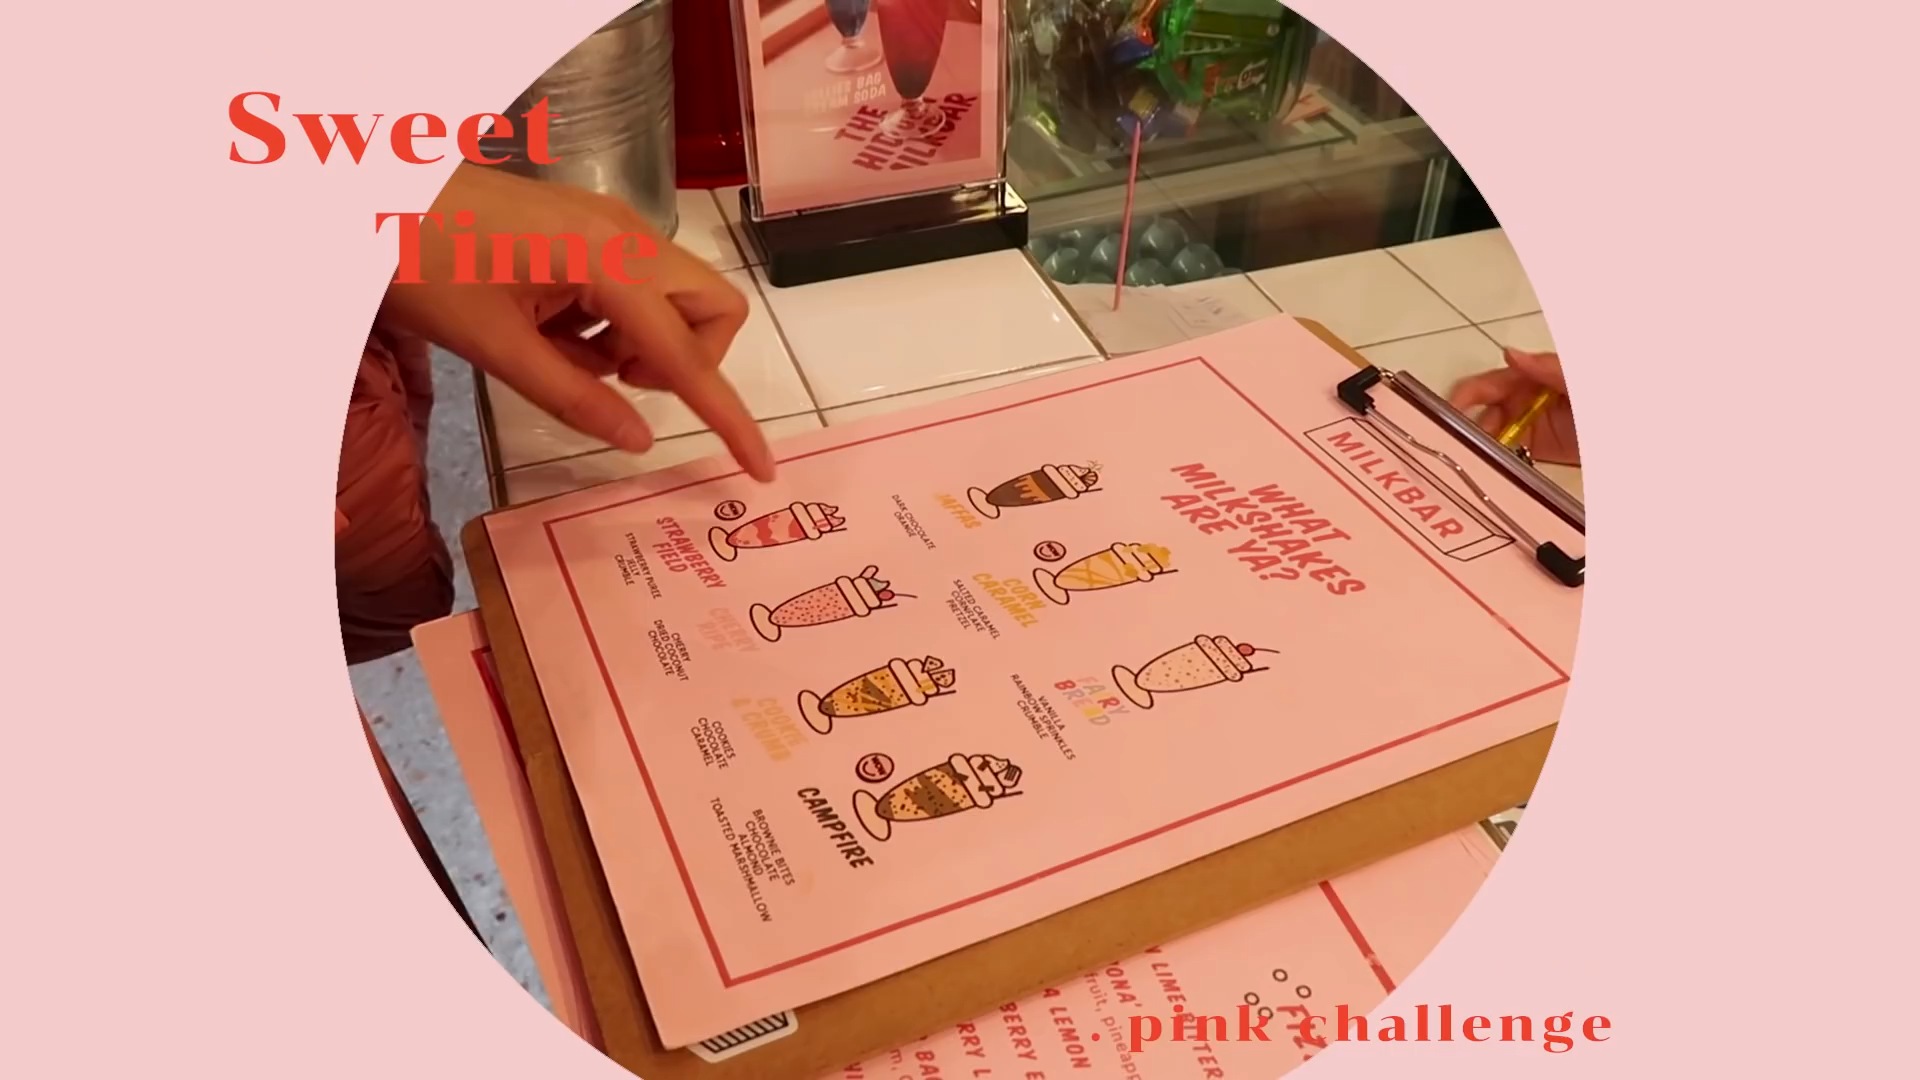 Sweet
Time
THE
MILKBAR
WHAT
MILKSHAKES
ARE YA?
STRAWBERRY
FIELD
STRAWBERRY PUREE
JELLY
CRUMBLE
CHERRY
RIPE
CHERRY
DRIED COCONUT
CHOCOLATE
COOKIE
& CRUMB
COOKIES
CHOCOLATE
CARAMEL
CAMPFIRE
BROWNIE BITES
CHOCOLATE
ALMOND
TOASTED MARSHMALLOW
JAFFAS
DARK CHOCOLATE
ORANGE
CORN
CARAMEL
SALTED CARAMEL
CORNFLAKE
PRETZEL
FAIRY
BREAD
VANILLA
RAINBOW SPRINKLES
CRUMBLE
LEMON
. pink challenge